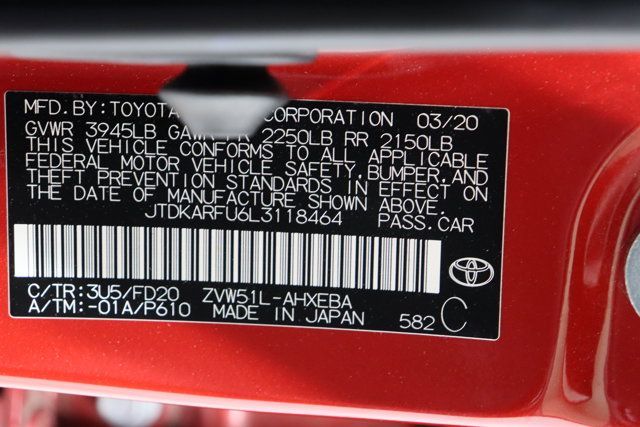 MFD. BY: TOYOTA CORPORATION 03/20
GVWR 3945LB GAWR FR 2250LB RR 2150LB
THIS VEHICLE CONFORMS TO ALL APPLICABLE
FEDERAL MOTOR VEHICLE SAFETY, BUMPER, AND
THEFT PREVENTION STANDARDS IN EFFECT ON
THE DATE OF MANUFACTURE SHOWN ABOVE.
JTDKARFU6L3118464 PASS. CAR
C/TR: 3U5/FD20 ZVW51L-AHXEBA
A/TM: -01A/P610 MADE IN JAPAN 582 C